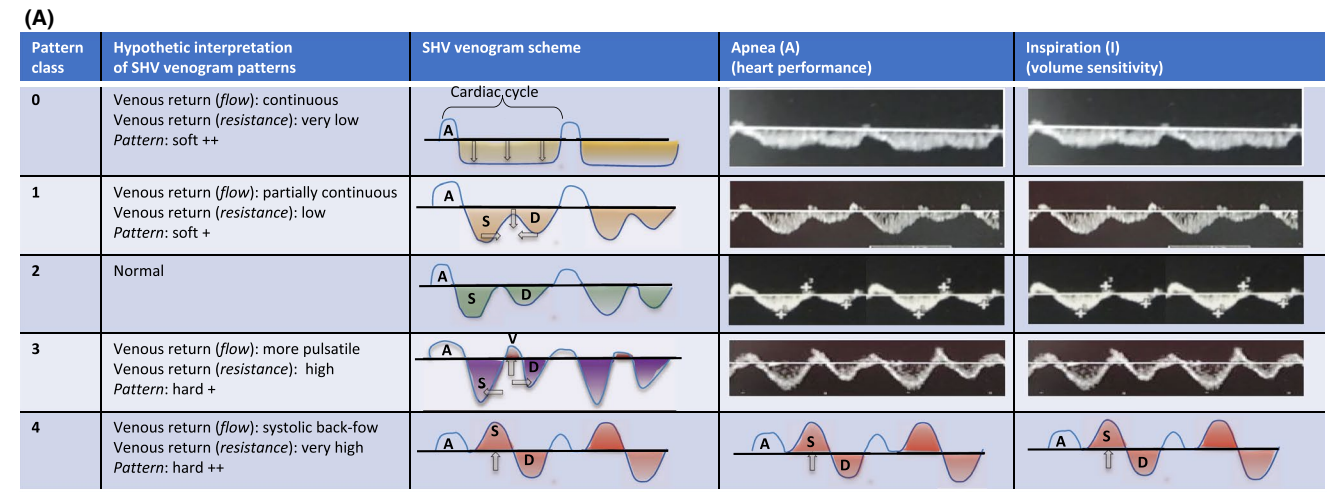 (A)
Pattern class
Hypothetic interpretation of SHV venogram patterns
SHV venogram scheme
Apnea (A) (heart performance)
Inspiration (I) (volume sensitivity)
0
Venous return (flow): continuous
Venous return (resistance): very low
Pattern: soft ++
Cardiac cycle
A
1
Venous return (flow): partially continuous
Venous return (resistance): low
Pattern: soft +
A
S
D
2
Normal
A
S
D
3
Venous return (flow): more pulsatile
Venous return (resistance): high
Pattern: hard +
A
V
S
D
4
Venous return (flow): systolic back-fow
Venous return (resistance): very high
Pattern: hard ++
A
S
D
A
S
D
A
S
D